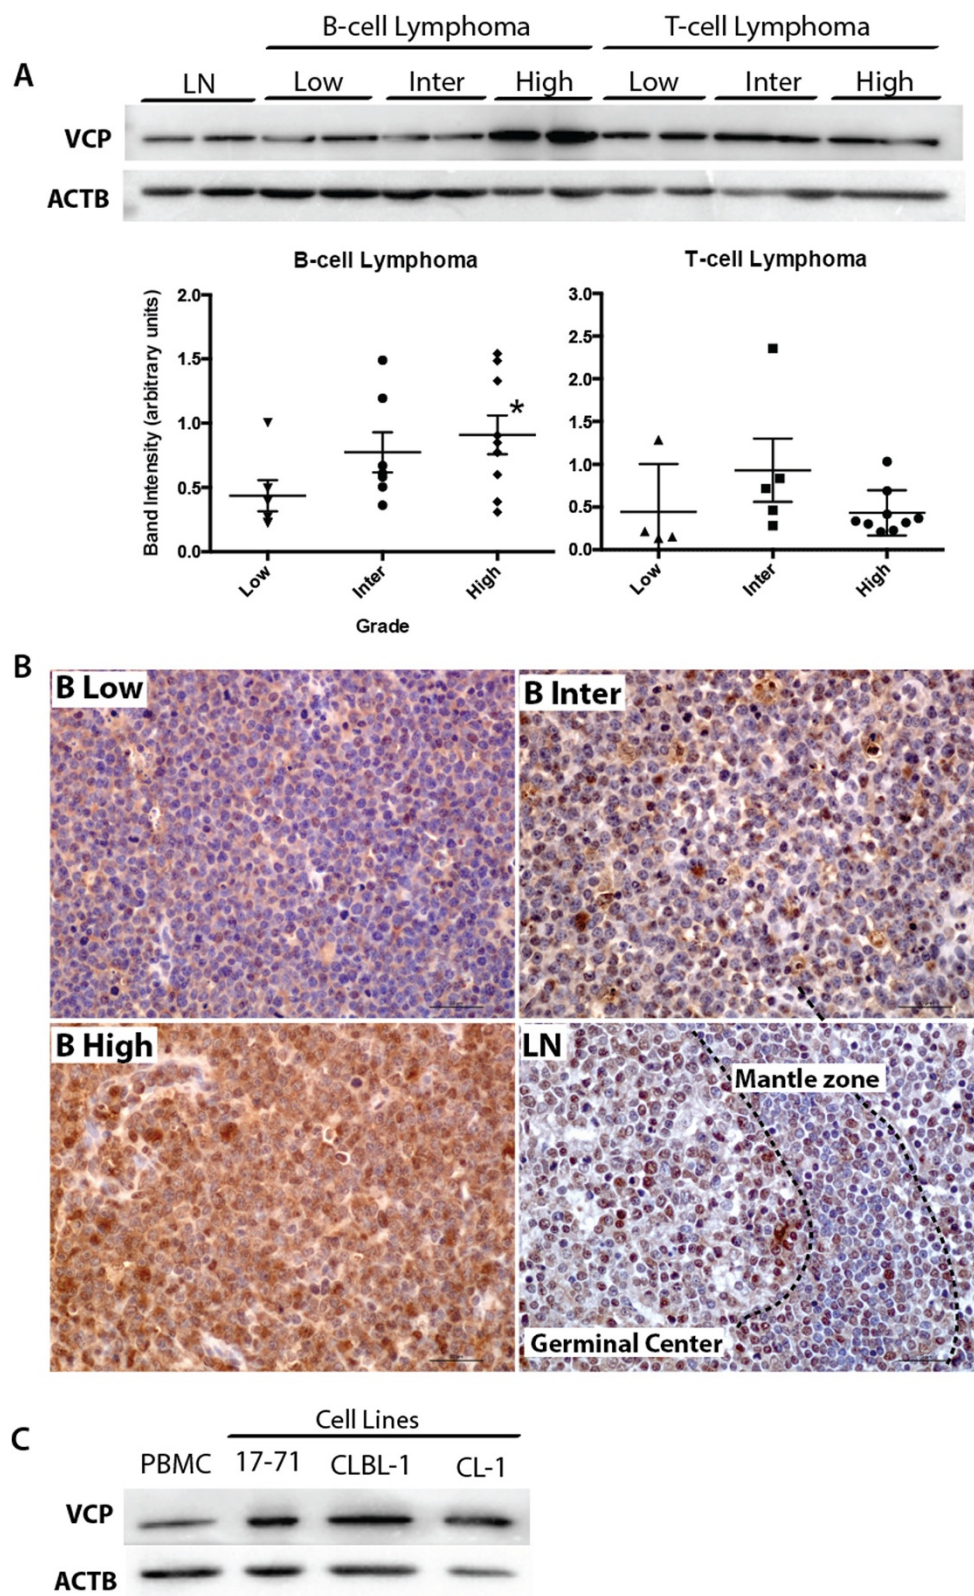 B-cell Lymphoma T-cell Lymphoma
A
LN Low Inter High Low Inter High
VCP
ACTB
B-cell Lymphoma T-cell Lymphoma
Band Intensity (arbitrary units)
2.0
1.5
1.0
0.5
0.0
*
Low Inter High
3.0
2.5
2.0
1.5
1.0
0.5
0.0
Low Inter High
Grade
B
B Low
B Inter
B High
LN
Mantle zone
Germinal Center
C
Cell Lines
PBMC 17-71 CLBL-1 CL-1
VCP
ACTB